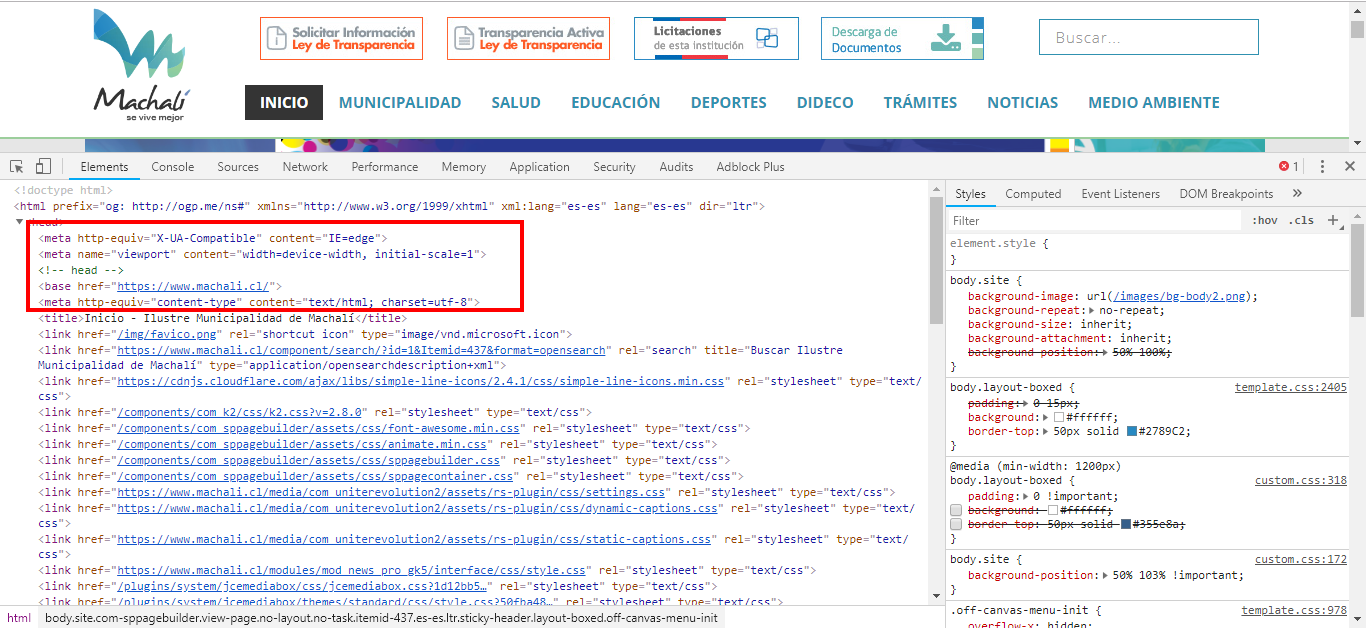 Machalí
se vive mejor
Solicitar Información
Ley de Transparencia
Transparencia Activa
Ley de Transparencia
Licitaciones
de esta institución
Descarga de
Documentos
Buscar...
INICIO MUNICIPALIDAD SALUD EDUCACIÓN DEPORTES DIDECO TRÁMITES NOTICIAS MEDIO AMBIENTE
Elements Console Sources Network Performance Memory Application Security Audits Adblock Plus 1
<!doctype html>
<html prefix="og: http://ogp.me/ns#" xmlns="http://www.w3.org/1999/xhtml" xml:lang="es-es" lang="es-es" dir="ltr">
<meta http-equiv="X-UA-Compatible" content="IE=edge">
<meta name="viewport" content="width=device-width, initial-scale=1">
<!-- head -->
<base href="https://www.machali.cl/">
<meta http-equiv="content-type" content="text/html; charset=utf-8">
<title>Inicio - Ilustre Municipalidad de Machalí</title>
<link href="/img/favico.png" rel="shortcut icon" type="image/vnd.microsoft.icon">
<link href="https://www.machali.cl/component/search/?id=1&Itemid=437&format=opensearch" rel="search" title="Buscar Ilustre
Municipalidad de Machalí" type="application/opensearchdescription+xml">
<link href="https://cdnjs.cloudflare.com/ajax/libs/simple-line-icons/2.4.1/css/simple-line-icons.min.css" rel="stylesheet" type="text/
css">
<link href="/components/com_k2/css/k2.css?v=2.8.0" rel="stylesheet" type="text/css">
<link href="/components/com_sppagebuilder/assets/css/font-awesome.min.css" rel="stylesheet" type="text/css">
<link href="/components/com_sppagebuilder/assets/css/animate.min.css" rel="stylesheet" type="text/css">
<link href="/components/com_sppagebuilder/assets/css/sppagebuilder.css" rel="stylesheet" type="text/css">
<link href="/components/com_sppagebuilder/assets/css/sppagecontainer.css" rel="stylesheet" type="text/css">
<link href="https://www.machali.cl/media/com_uniterevolution2/assets/rs-plugin/css/settings.css" rel="stylesheet" type="text/css">
<link href="https://www.machali.cl/media/com_uniterevolution2/assets/rs-plugin/css/dynamic-captions.css" rel="stylesheet" type="text/
css">
<link href="https://www.machali.cl/media/com_uniterevolution2/assets/rs-plugin/css/static-captions.css" rel="stylesheet" type="text/
css">
<link href="https://www.machali.cl/modules/mod_news_pro_gk5/interface/css/style.css" rel="stylesheet" type="text/css">
<link href="/plugins/system/jcemediabox/css/jcemediabox.css?1d12bb5…" rel="stylesheet" type="text/css">
<link href="/plugins/system/jcemediabox/themes/standard/css/style.css?50fba48…" rel="stylesheet" type="text/css">
html body.site.com-sppagebuilder.view-page.no-layout.no-task.itemid-437.es-es.ltr.sticky-header.layout-boxed.off-canvas-menu-init
Styles Computed Event Listeners DOM Breakpoints »
Filter :hov .cls +
element.style {
}
body.site {
background-image: url(/images/bg-body2.png);
background-repeat: no-repeat;
background-size: inherit;
background-attachment: inherit;
background-position: 50% 100%;
}
body.layout-boxed { template.css:2405
padding: 0 15px;
background: #ffffff;
border-top: 50px solid #2789C2;
}
@media (min-width: 1200px)
body.layout-boxed { custom.css:318
padding: 0 !important;
background: #ffffff;
border-top: 50px solid #355e8a;
}
body.site { custom.css:172
background-position: 50% 103% !important;
}
.off-canvas-menu-init { template.css:978
overflow-x: hidden;